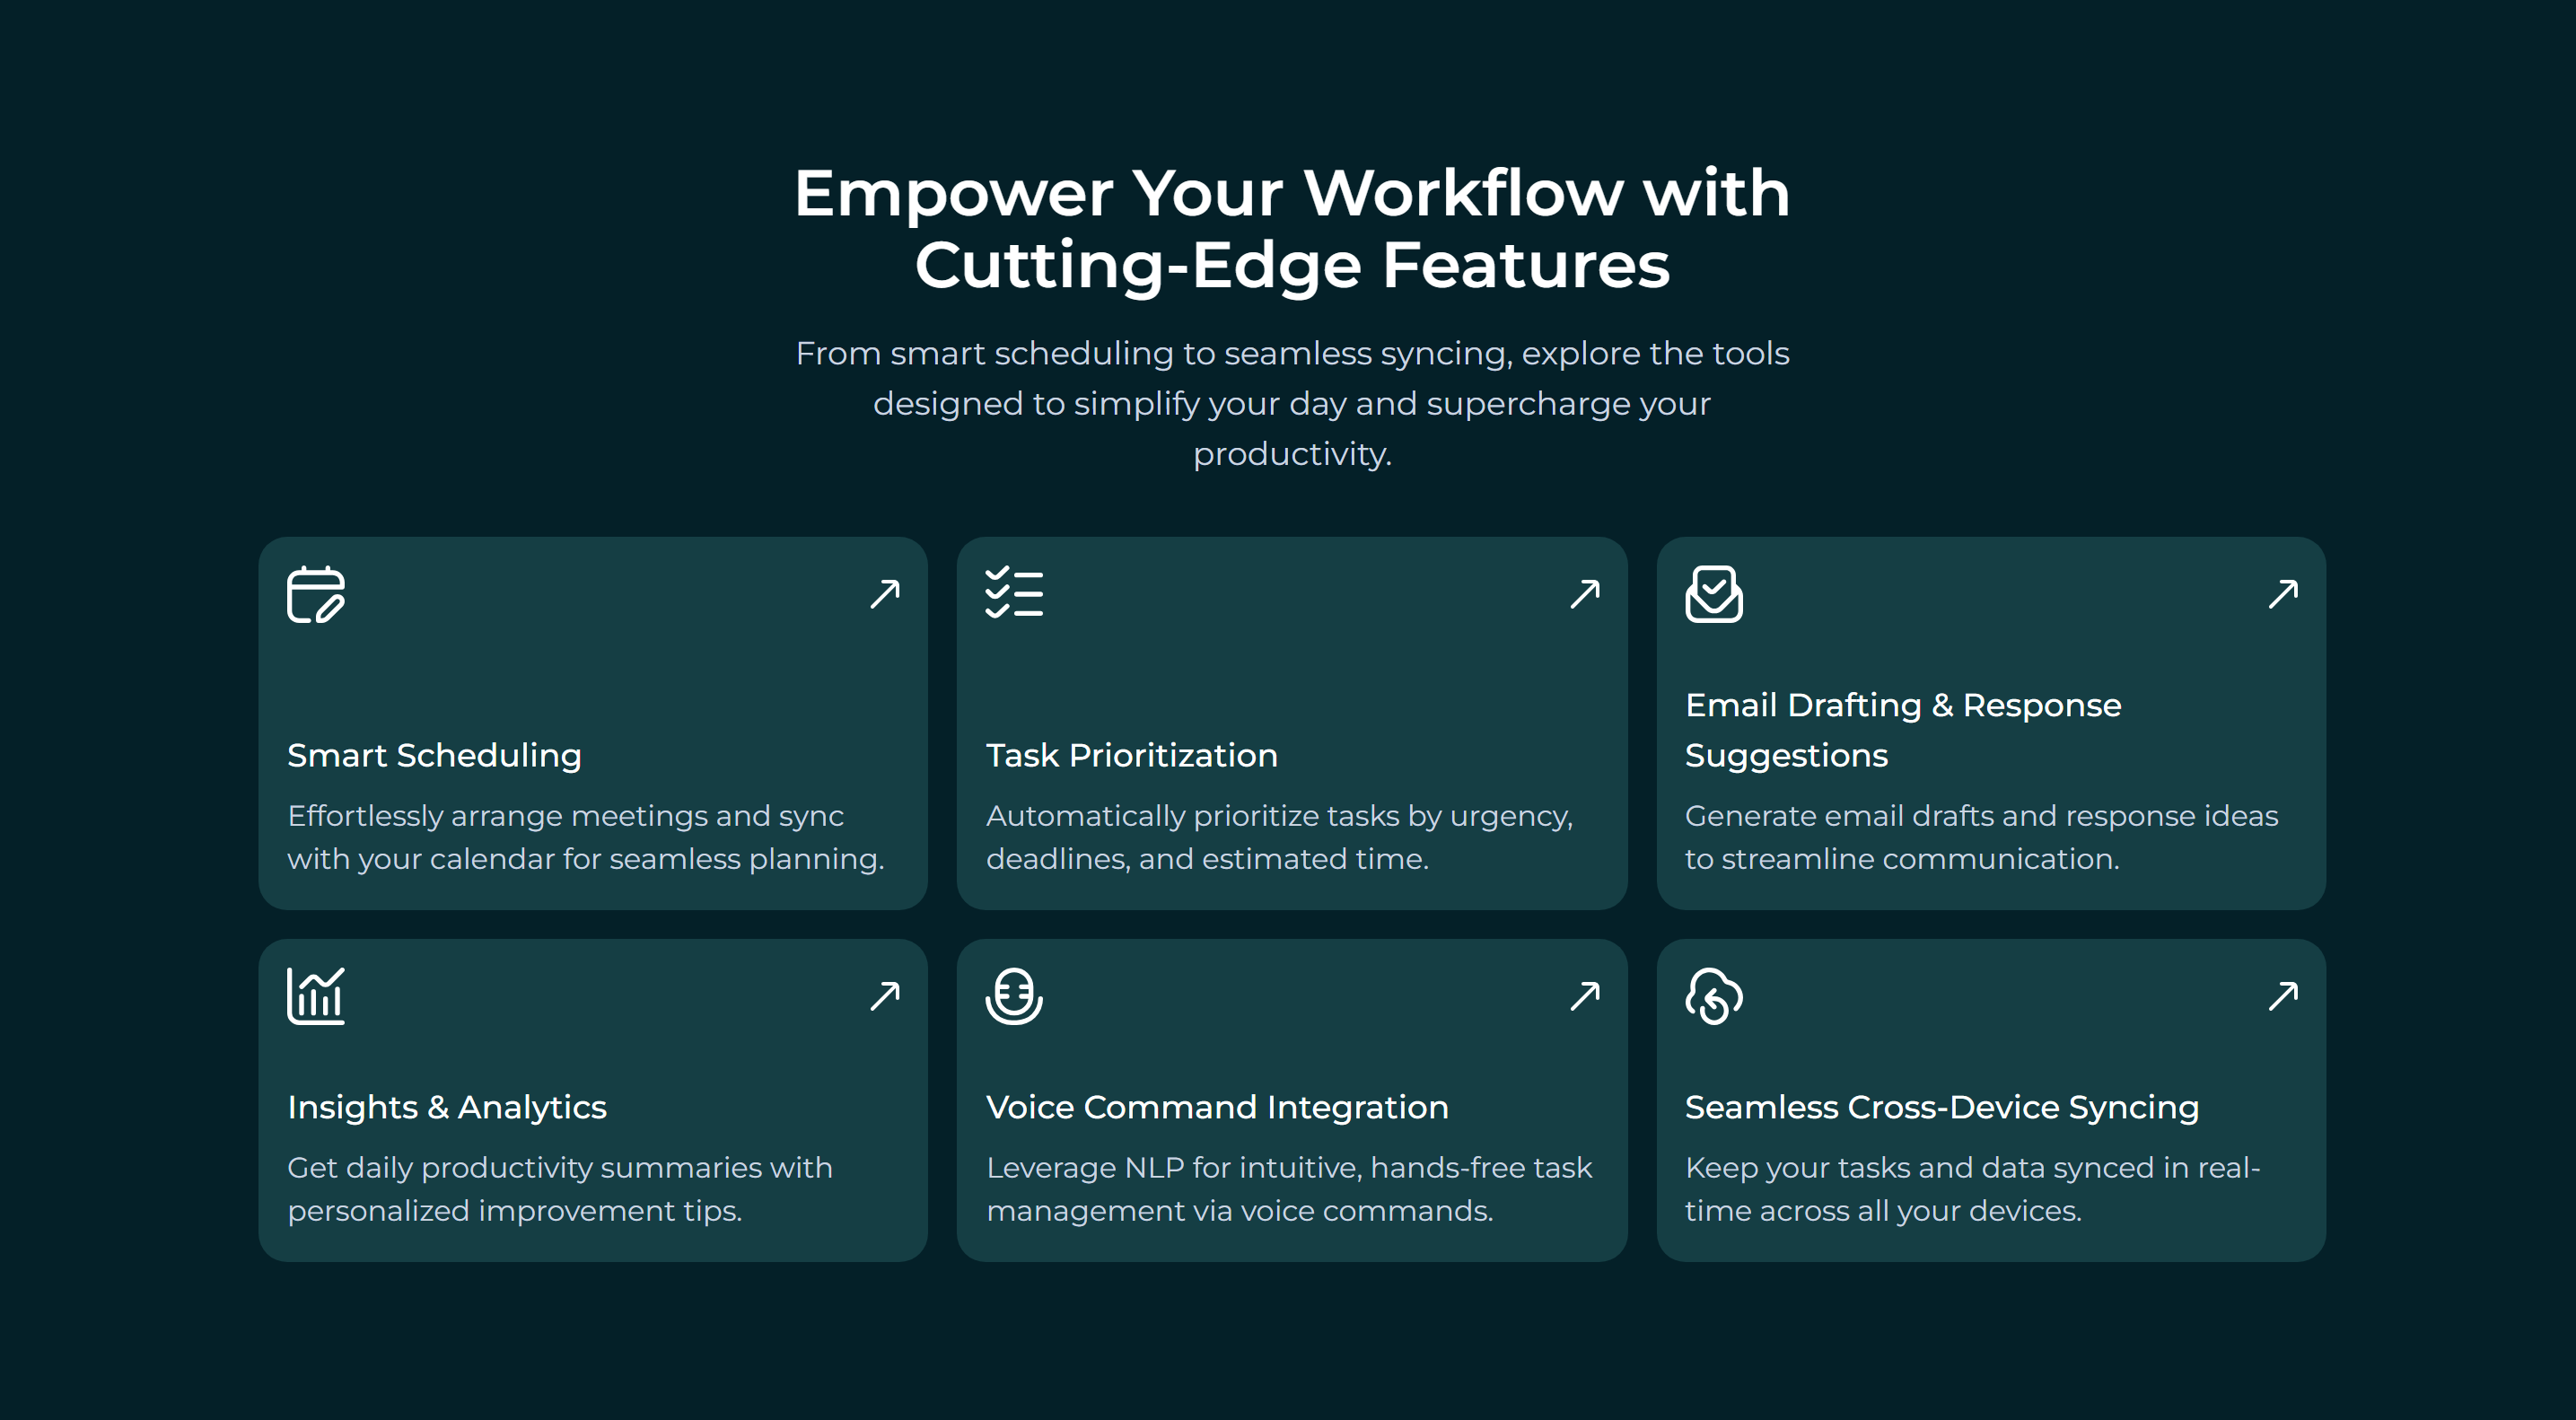 Empower Your Workflow with
Cutting-Edge Features
From smart scheduling to seamless syncing, explore the tools
designed to simplify your day and supercharge your
productivity.
Smart Scheduling
Effortlessly arrange meetings and sync
with your calendar for seamless planning.
Task Prioritization
Automatically prioritize tasks by urgency,
deadlines, and estimated time.
Email Drafting & Response
Suggestions
Generate email drafts and response ideas
to streamline communication.
Insights & Analytics
Get daily productivity summaries with
personalized improvement tips.
Voice Command Integration
Leverage NLP for intuitive, hands-free task
management via voice commands.
Seamless Cross-Device Syncing
Keep your tasks and data synced in real-
time across all your devices.